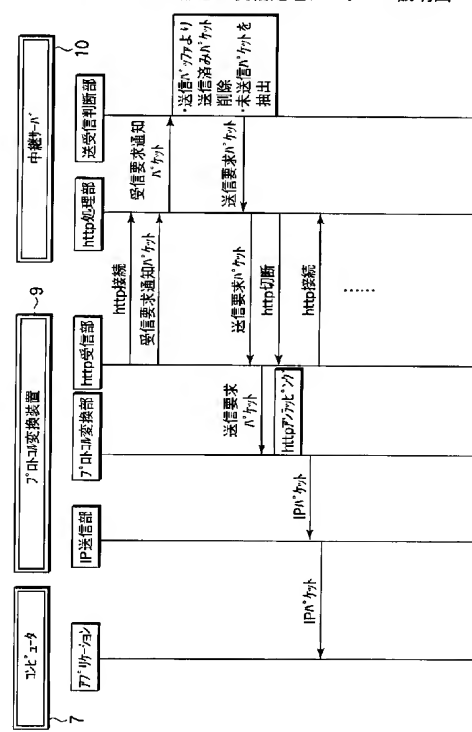 コンピュータ
7
プロトコル変換装置
9
中継サーバ
10
アプリケーション
IP送信部
プロトコル変換部
http受信部
http処理部
送受信判断部
http接続
受信要求通知パケット
受信要求通知
パケット
・送信バッファより
送信済みパケット
削除
・未送信パケットを
抽出
送信要求パケット
送信要求パケット
http切断
送信要求
パケット
httpアンラッピング
http接続
……
IPパケット
IPパケット